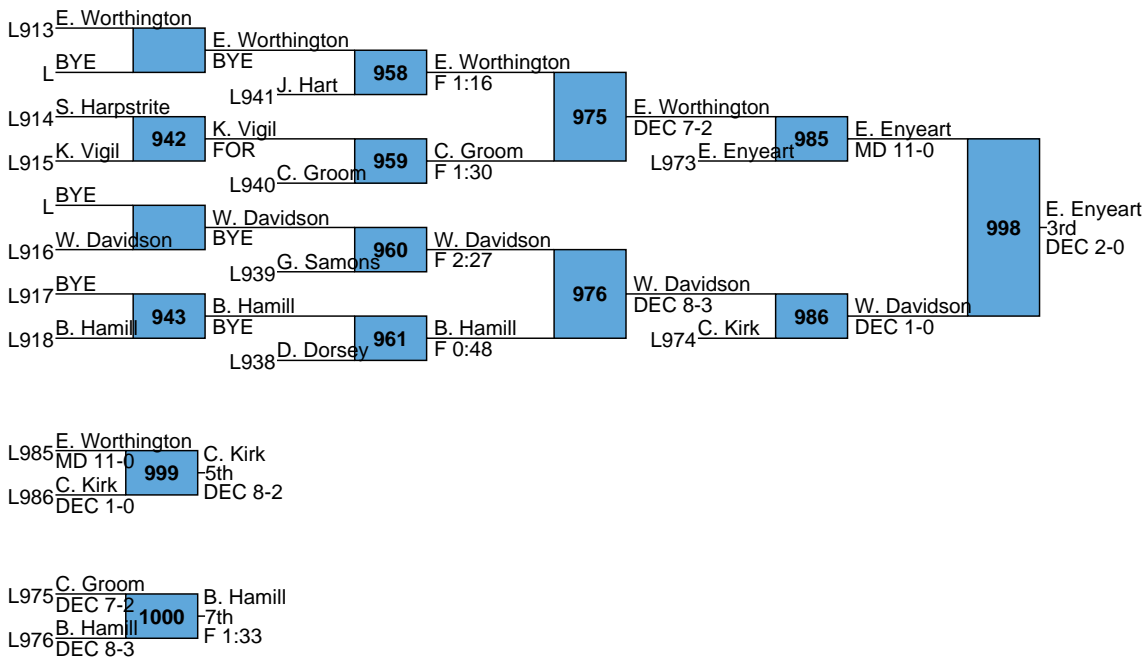 L913 E. Worthington
L BYE
E. Worthington
BYE
958
L941 J. Hart
E. Worthington
F 1:16
L914 S. Harpstrite
942
L915 K. Vigil
K. Vigil
FOR
959
L940 C. Groom
C. Groom
F 1:30
975
E. Worthington
DEC 7-2
L973 E. Enyeart
985
E. Enyeart
MD 11-0
L BYE
L916 W. Davidson
W. Davidson
BYE
960
L939 G. Samons
W. Davidson
F 2:27
L917 BYE
943
L918 B. Hamill
B. Hamill
BYE
961
L938 D. Dorsey
B. Hamill
F 0:48
976
W. Davidson
DEC 8-3
L974 C. Kirk
986
W. Davidson
DEC 1-0
998
E. Enyeart
3rd
DEC 2-0
L985 E. Worthington
MD 11-0
999
L986 C. Kirk
DEC 1-0
C. Kirk
5th
DEC 8-2
L975 C. Groom
DEC 7-2
1000
L976 B. Hamill
DEC 8-3
B. Hamill
7th
F 1:33